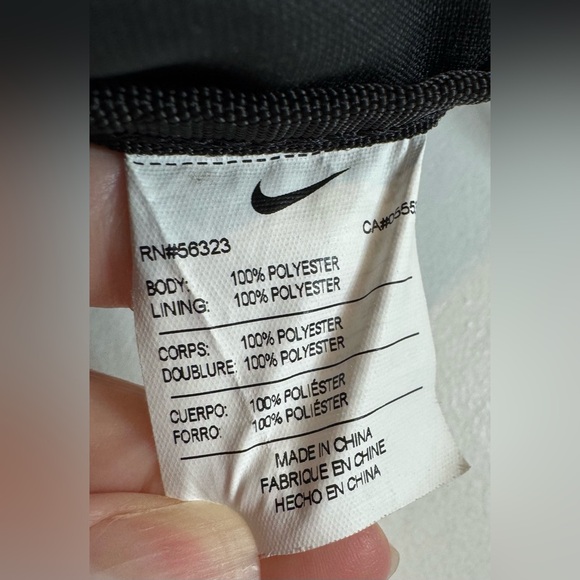 RN#56323
BODY: 100% POLYESTER
LINING: 100% POLYESTER
CORPS: 100% POLYESTER
DOUBLURE: 100% POLYESTER
CUERPO: 100% POLIÉSTER
FORRO: 100% POLIÉSTER
MADE IN CHINA
FABRIQUE EN CHINE
HECHO EN CHINA